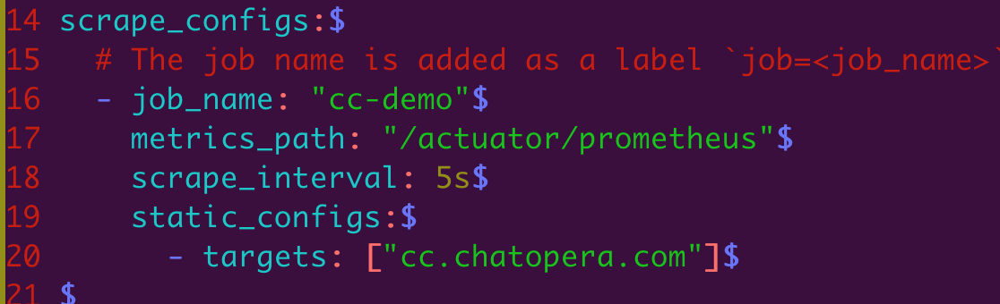 14 scrape_configs:$
15   # The job name is added as a label `job=<job_name>`
16   - job_name: "cc-demo"$
17     metrics_path: "/actuator/prometheus"$
18     scrape_interval: 5s$
19     static_configs:$
20       - targets: ["cc.chatopera.com"]$
21 $